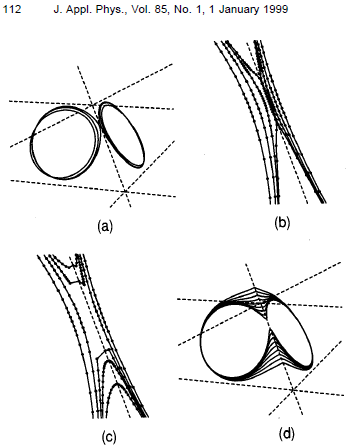 112 J. Appl. Phys., Vol. 85, No. 1, 1 January 1999
(a)
(b)
(c)
(d)